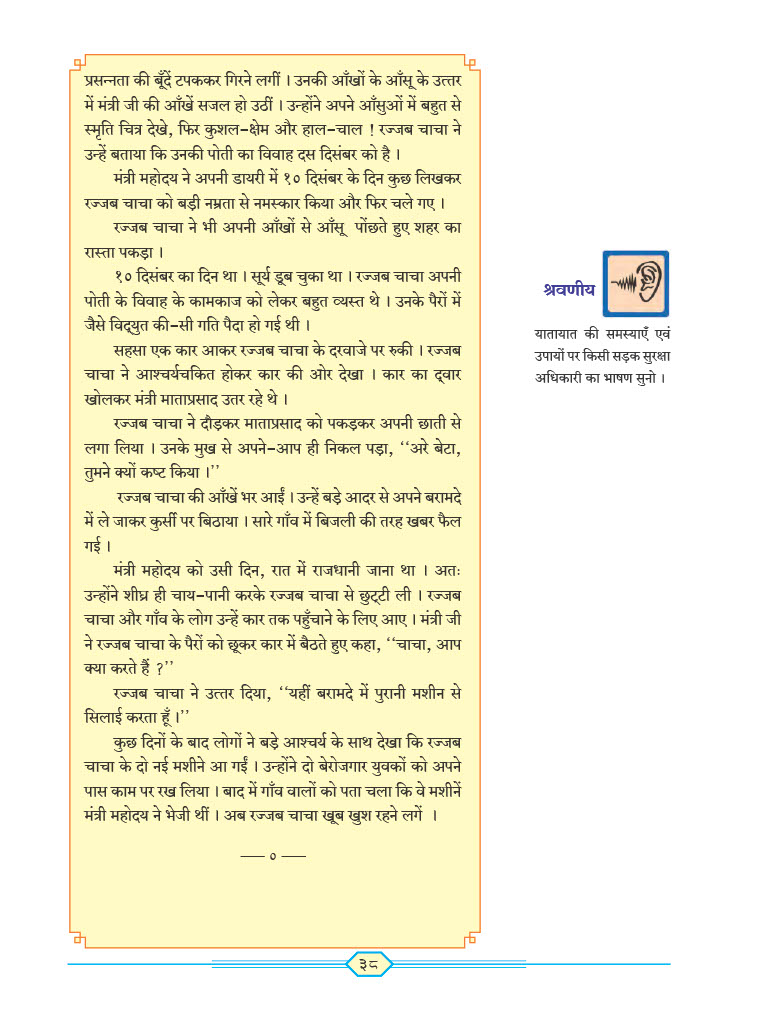 प्रसन्नता की बूँदें टपककर गिरने लगीं । उनकी आँखों के आँसू के उत्तर
में मंत्री जी की आँखें सजल हो उठीं । उन्होंने अपने आँसुओं में बहुत से
स्मृति चित्र देखे, फिर कुशल-क्षेम और हाल-चाल ! रज्जब चाचा ने
उन्हें बताया कि उनकी पोती का विवाह दस दिसंबर को है ।
मंत्री महोदय ने अपनी डायरी में १० दिसंबर के दिन कुछ लिखकर
रज्जब चाचा को बड़ी नम्रता से नमस्कार किया और फिर चले गए ।
रज्जब चाचा ने भी अपनी आँखों से आँसू पोंछते हुए शहर का
रास्ता पकड़ा ।
१० दिसंबर का दिन था । सूर्य डूब चुका था । रज्जब चाचा अपनी
पोती के विवाह के कामकाज को लेकर बहुत व्यस्त थे । उनके पैरों में
जैसे विद्युत की-सी गति पैदा हो गई थी ।
सहसा एक कार आकर रज्जब चाचा के दरवाजे पर रुकी । रज्जब
चाचा ने आश्चर्यचकित होकर कार की ओर देखा । कार का द्वार
खोलकर मंत्री माताप्रसाद उतर रहे थे ।
रज्जब चाचा ने दौड़कर माताप्रसाद को पकड़कर अपनी छाती से
लगा लिया । उनके मुख से अपने-आप ही निकल पड़ा, ‘‘अरे बेटा,
तुमने क्यों कष्ट किया ।’’
रज्जब चाचा की आँखें भर आईं । उन्हें बड़े आदर से अपने बरामदे
में ले जाकर कुर्सी पर बिठाया । सारे गाँव में बिजली की तरह खबर फैल
गई ।
मंत्री महोदय को उसी दिन, रात में राजधानी जाना था । अतः
उन्होंने शीघ्र ही चाय-पानी करके रज्जब चाचा से छुट्टी ली । रज्जब
चाचा और गाँव के लोग उन्हें कार तक पहुँचाने के लिए आए । मंत्री जी
ने रज्जब चाचा के पैरों को छूकर कार में बैठते हुए कहा, ‘‘चाचा, आप
क्या करते हैं ?’’
रज्जब चाचा ने उत्तर दिया, ‘‘यहीं बरामदे में पुरानी मशीन से
सिलाई करता हूँ ।’’
कुछ दिनों के बाद लोगों ने बड़े आश्चर्य के साथ देखा कि रज्जब
चाचा के दो नई मशीने आ गईं । उन्होंने दो बेरोजगार युवकों को अपने
पास काम पर रख लिया । बाद में गाँव वालों को पता चला कि वे मशीनें
मंत्री महोदय ने भेजी थीं । अब रज्जब चाचा खूब खुश रहने लगें ।
— ० —
श्रवणीय
यातायात की समस्याएँ एवं
उपायों पर किसी सड़क सुरक्षा
अधिकारी का भाषण सुनो ।
३८